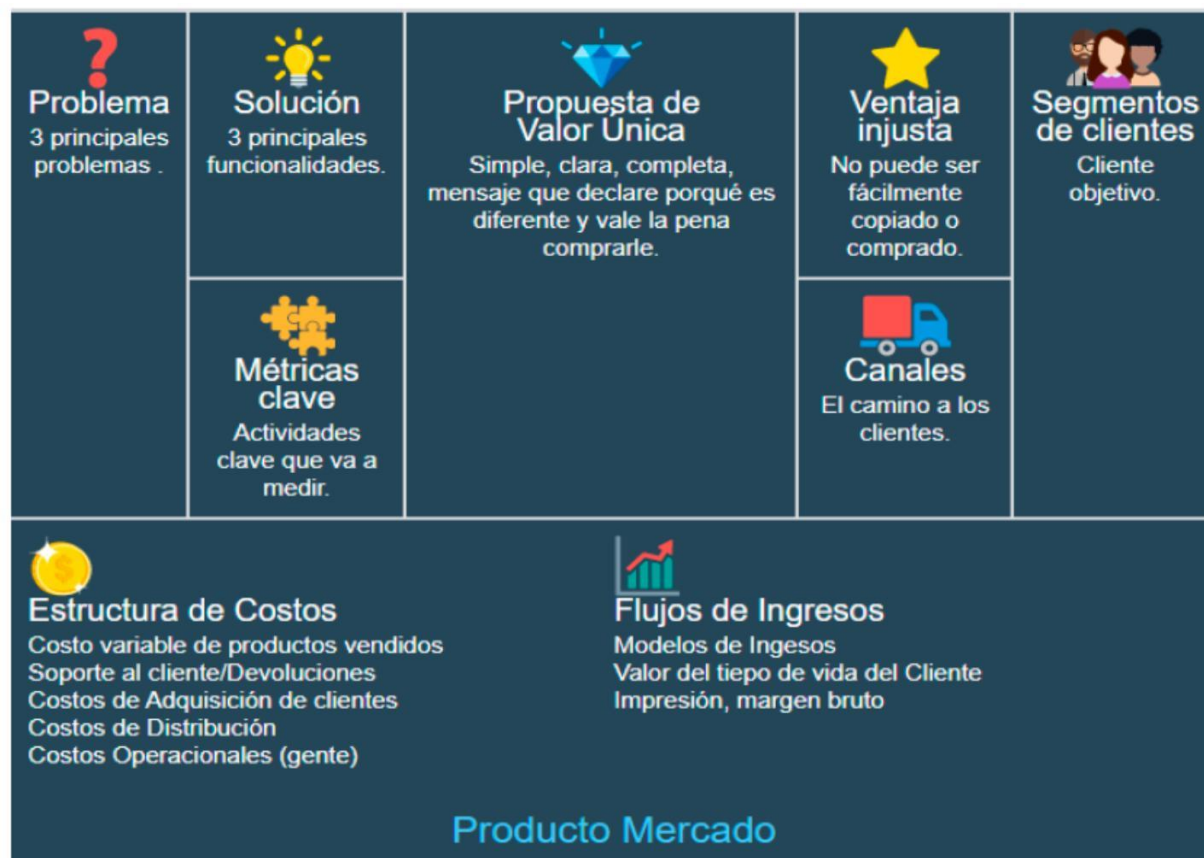 Problema
3 principales
problemas .
Solución
3 principales
funcionalidades.
Métricas
clave
Actividades
clave que va a
medir.
Propuesta de
Valor Única
Simple, clara, completa,
mensaje que declare porqué es
diferente y vale la pena
comprarle.
Ventaja
injusta
No puede ser
fácilmente
copiado o
comprado.
Canales
El camino a los
clientes.
Segmentos
de clientes
Cliente
objetivo.
Estructura de Costos
Costo variable de productos vendidos
Soporte al cliente/Devoluciones
Costos de Adquisición de clientes
Costos de Distribución
Costos Operacionales (gente)
Flujos de Ingresos
Modelos de Ingesos
Valor del tiepo de vida del Cliente
Impresión, margen bruto
Producto Mercado